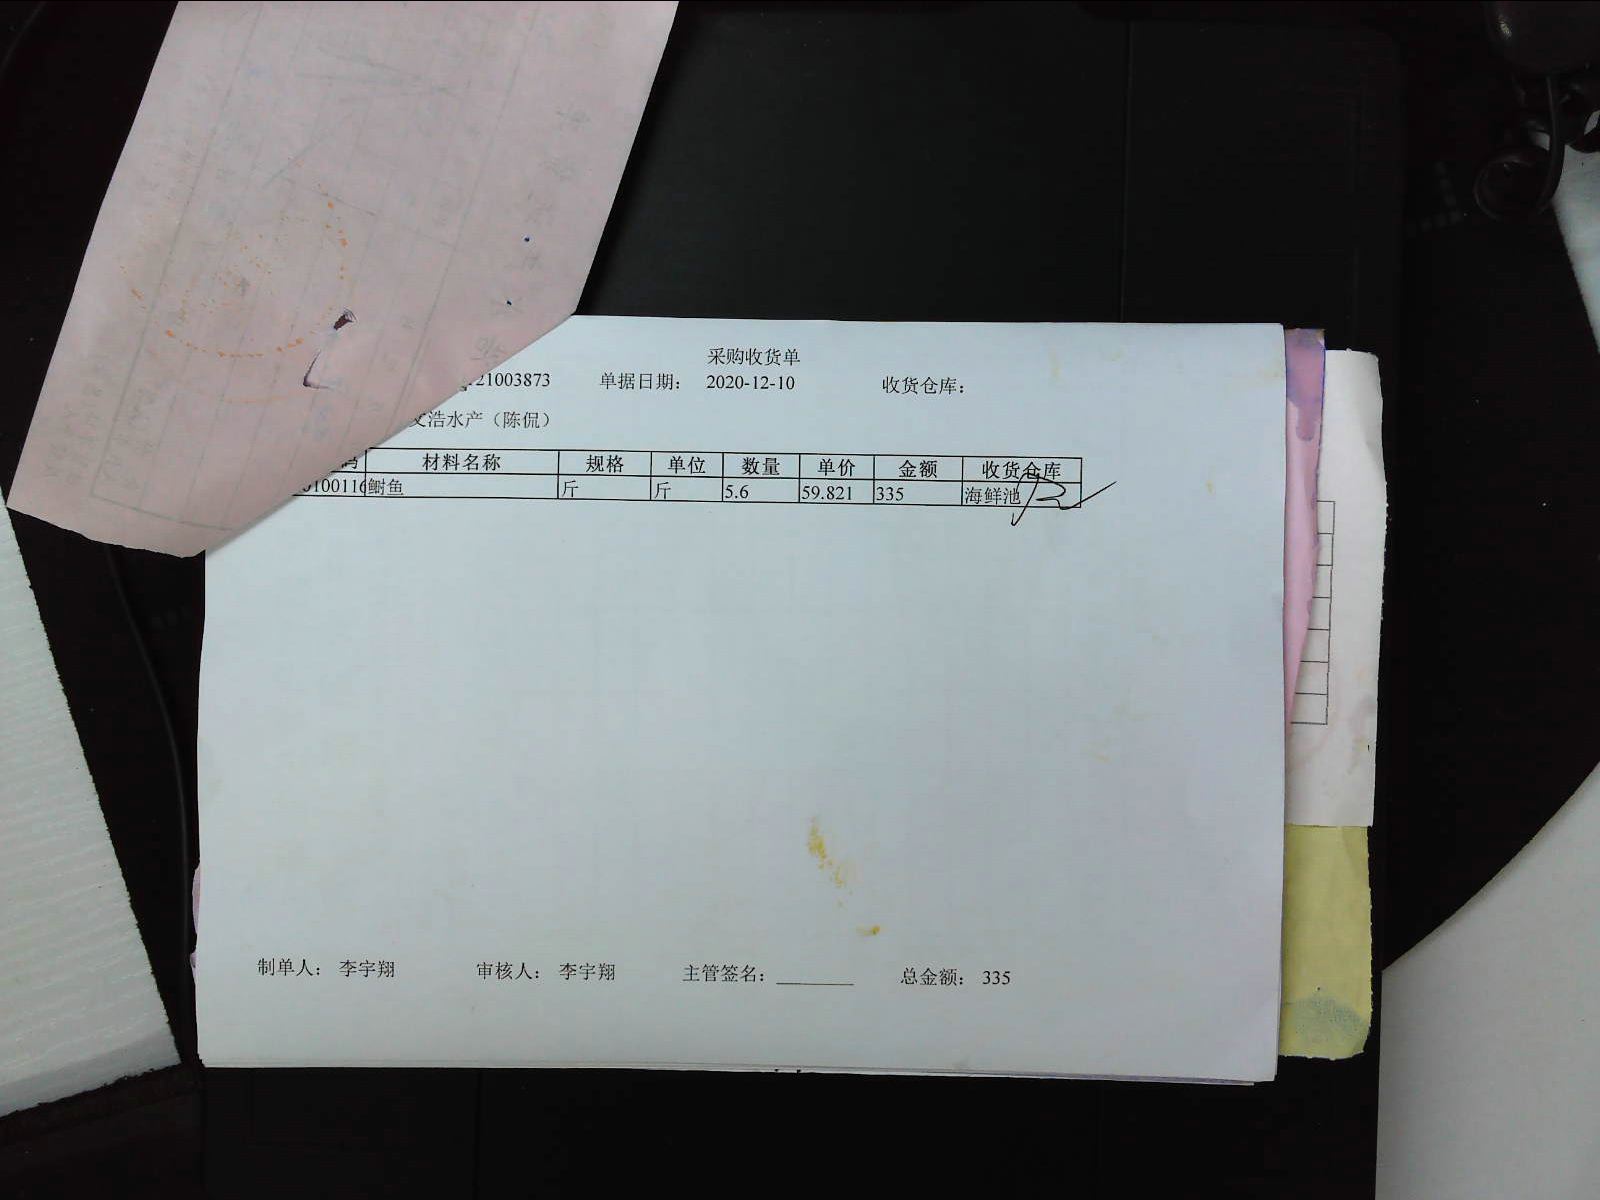 采购收货单
21003873 单据日期： 2020-12-10 收货仓库：
文浩水产（陈侃）
码 材料名称 规格 单位 数量 单价 金额 收货仓库
0100116 鲥鱼 斤 斤 5.6 59.821 335 海鲜池
制单人： 李宇翔 审核人： 李宇翔 主管签名： 总金额： 335